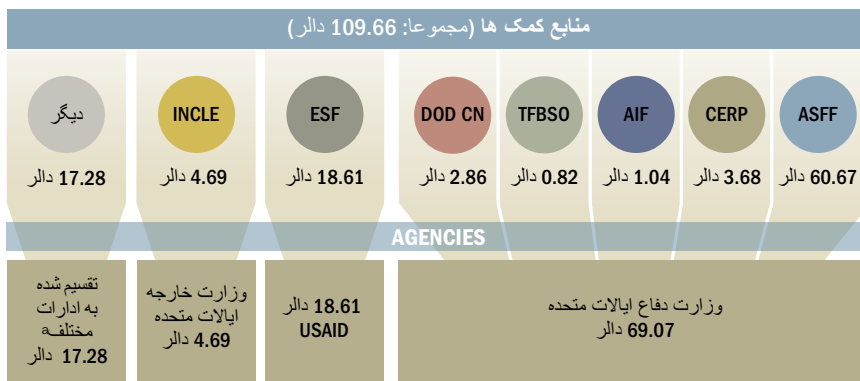 منابع کمک ها (مجموعا: 109.66 دالر)
ASFF
CERP
AIF
TFBSO
DOD CN
ESF
INCLE
دیگر
60.67 دالر
3.68 دالر
1.04 دالر
0.82 دالر
2.86 دالر
18.61 دالر
4.69 دالر
17.28 دالر
AGENCIES
وزارت دفاع ایالات متحده
69.07 دالر
18.61 دالر
USAID
وزارت خارجه
ایالات متحده
4.69 دالر
تقسیم شده
به ادارات
مختلفa
17.28 دالر